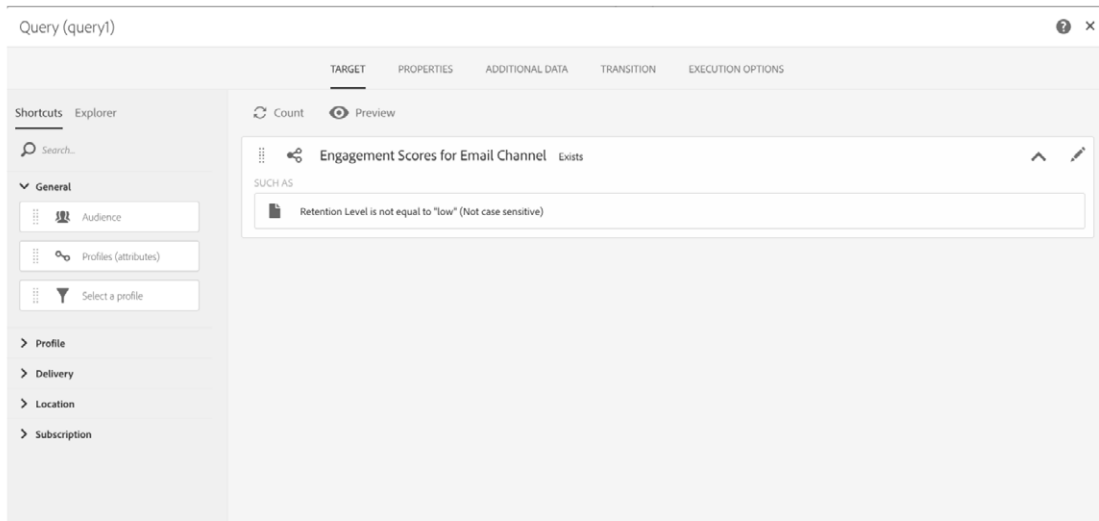 Query (query1)
TARGET PROPERTIES ADDITIONAL DATA TRANSITION EXECUTION OPTIONS
Shortcuts Explorer
Search...
General
Audience
Profiles (attributes)
Select a profile
Profile
Delivery
Location
Subscription
Count Preview
Engagement Scores for Email Channel Exists
SUCH AS
Retention Level is not equal to "low" (Not case sensitive)